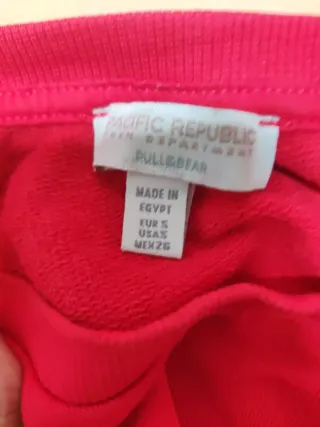 PACIFIC REPUBLIC
DEPARTMENT
PULL&BEAR
MADE IN
EGYPT
EUR S
USA S
MEX 26